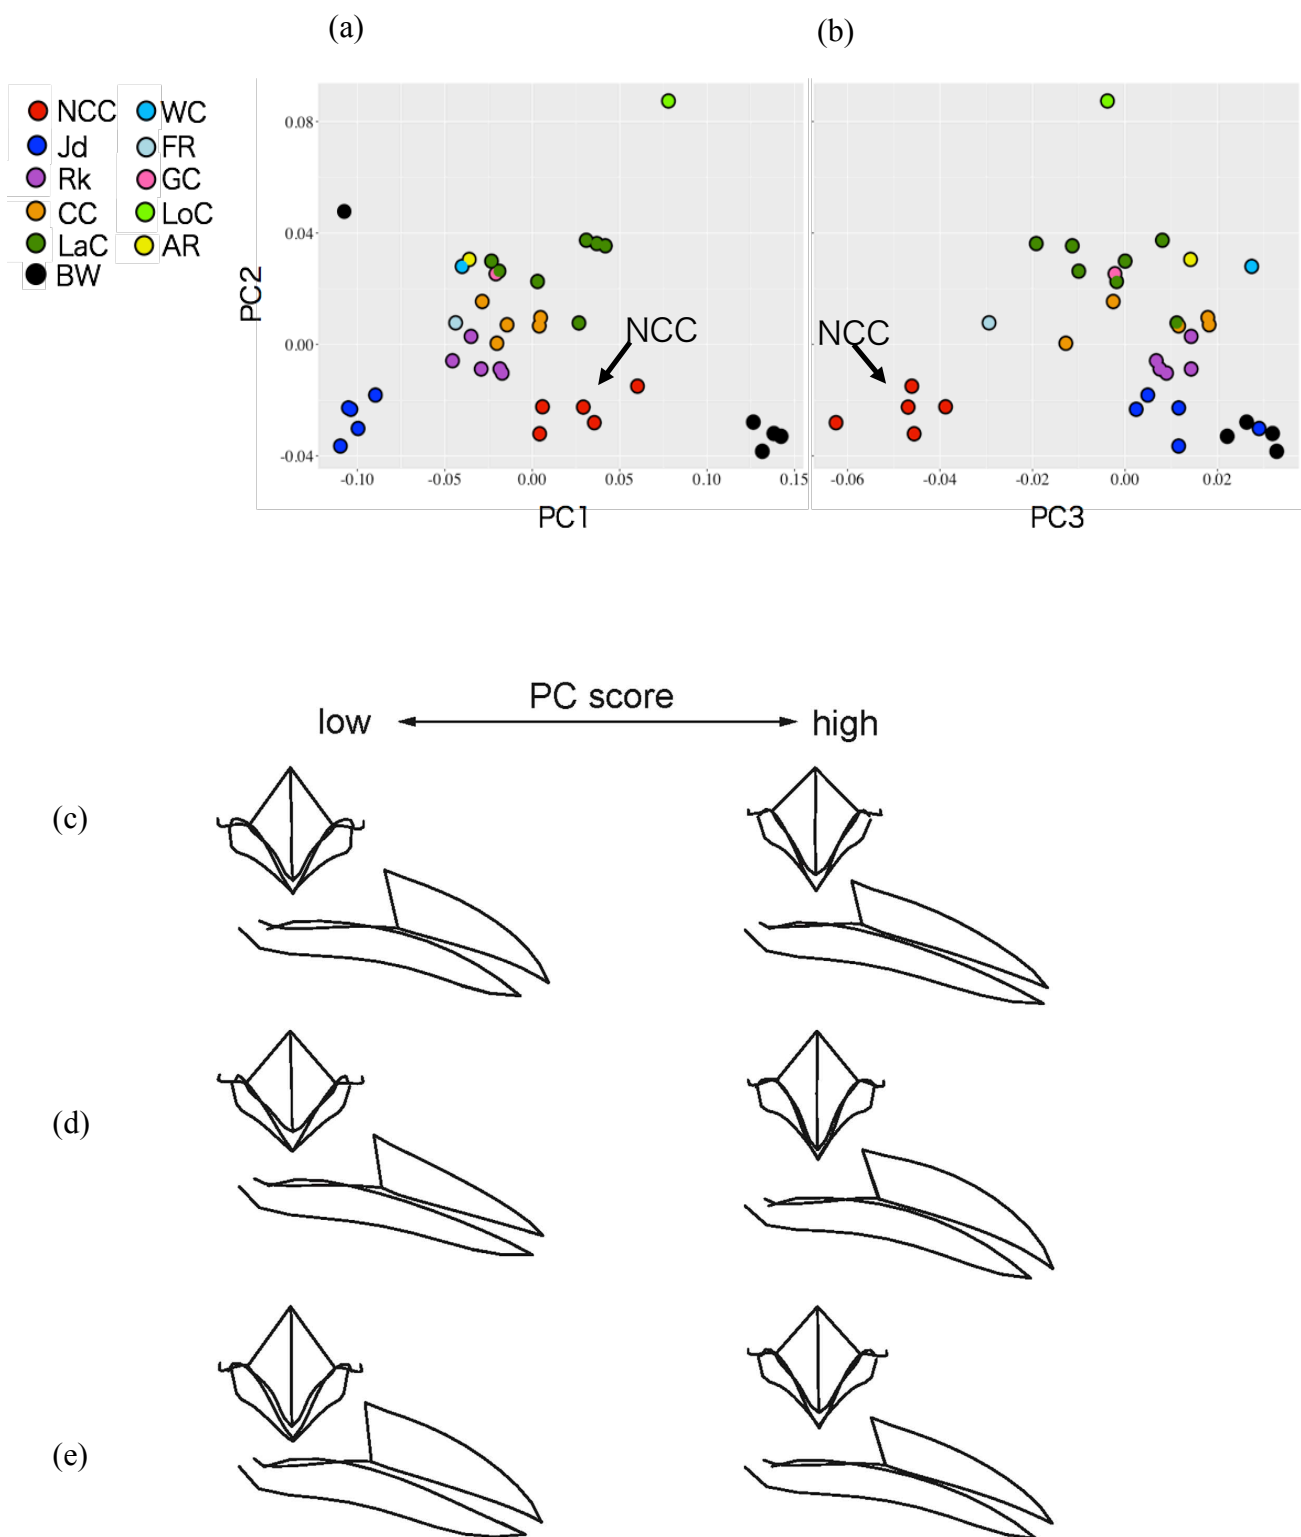 (a) (b)
NCC WC
Jd FR
Rk GC
CC LoC
LaC AR
BW
PC2
0.08
0.04
0.00
-0.04
NCC
NCC
-0.10 -0.05 0.00 0.05 0.10 0.15
-0.06 -0.04 -0.02 0.00 0.02
PC1 PC3
PC score
low high
(c)
(d)
(e)